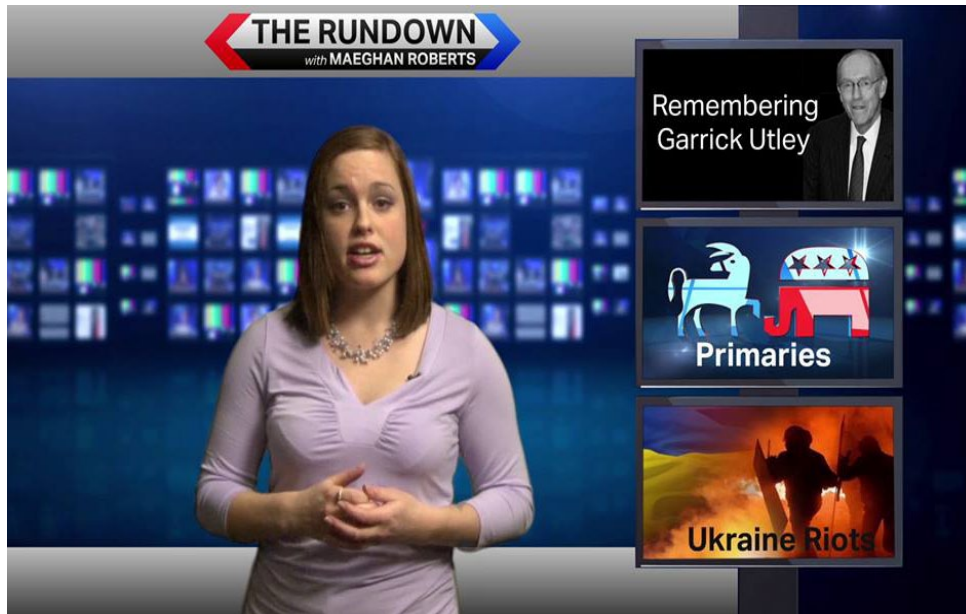 THE RUNDOWN
with MAEGHAN ROBERTS
Remembering
Garrick Utley
Primaries
Ukraine Riots